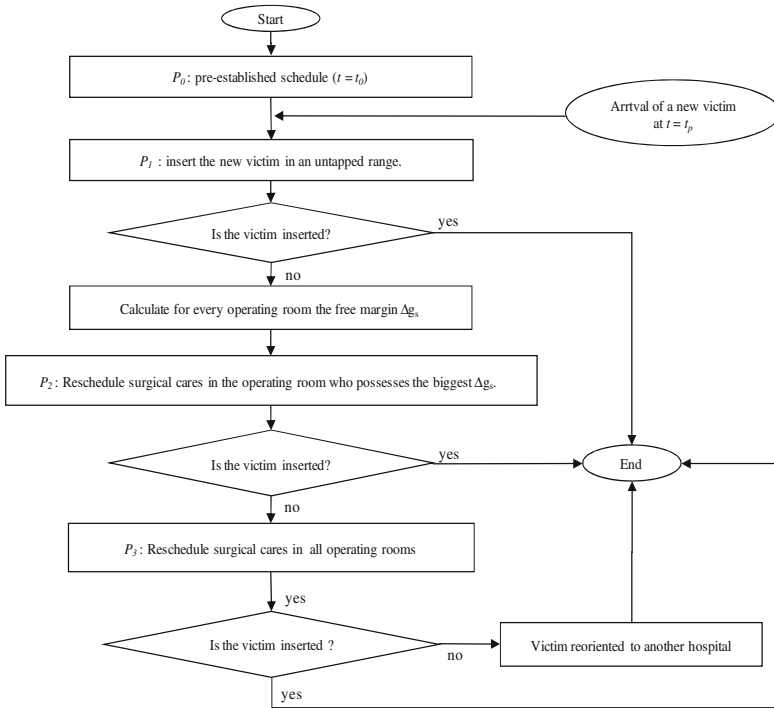 Start
P0 : pre-established schedule (t = t0)
Arrtval of a new victim
at t = tp
P1 : insert the new victim in an untapped range.
yes
Is the victim inserted?
no
Calculate for every operating room the free margin Δgs
P2 : Reschedule surgical cares in the operating room who possesses the biggest Δgs.
yes
Is the victim inserted?
End
no
P3 : Reschedule surgical cares in all operating rooms
yes
Is the victim inserted ?
no
Victim reoriented to another hospital
yes